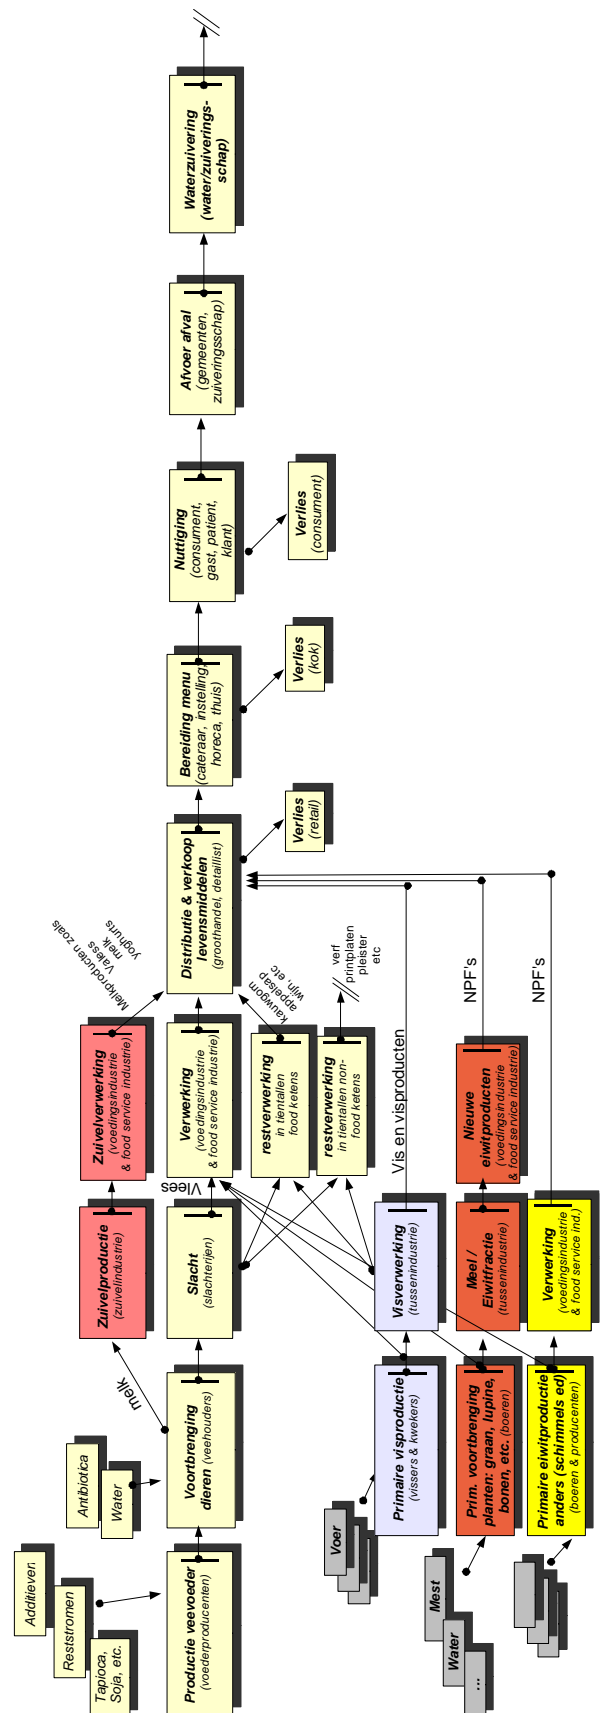 Additieven
Reststromen
Tapioca,
Soja, etc.
Productie veevoeder
(voederproducenten)
Antibiotica
Water
Voortbrenging
dieren (veehouders)
melk
Zuivelproductie
(zuivelindustrie)
Slacht
(slachterijen)
Vlees
Zuivelverwerking
(voedingsindustrie
& food service industrie)
Melkproducten zoals
Valess
melk
yoghurts
Verwerking
(voedingsindustrie
& food service industrie)
restverwerking
in tientallen
food ketens
kauwgom
appelsap
wijn, etc
restverwerking
in tientallen non-
food ketens
verf
printplaten
pleister
etc
Distributie & verkoop
levensmiddelen
(groothandel, detaillist)
Verlies
(retail)
Bereiding menu
(cateraar, instelling,
horeca, thuis)
Verlies
(kok)
Nuttiging
(consument,
gast, patient,
klant)
Verlies
(consument)
Afvoer afval
(gemeenten,
zuiveringsschap)
Waterzuivering
(water/zuiverings-
schap)
Voer
Primaire visproductie
(vissers & kwekers)
Visverwerking
(tussenindustrie)
Vis en visproducten
Mest
Water
...
Prim. voortbrenging
planten: graan, lupine,
bonen, etc. (boeren)
Meel /
Eiwitfractie
(tussenindustrie)
Nieuwe
eiwitproducten
(voedingsindustrie
& food service industrie)
NPF's
Primaire eiwitproductie
anders (schimmels ed)
(boeren & producenten)
Verwerking
(voedingsindustrie
& food service ind.)
NPF's